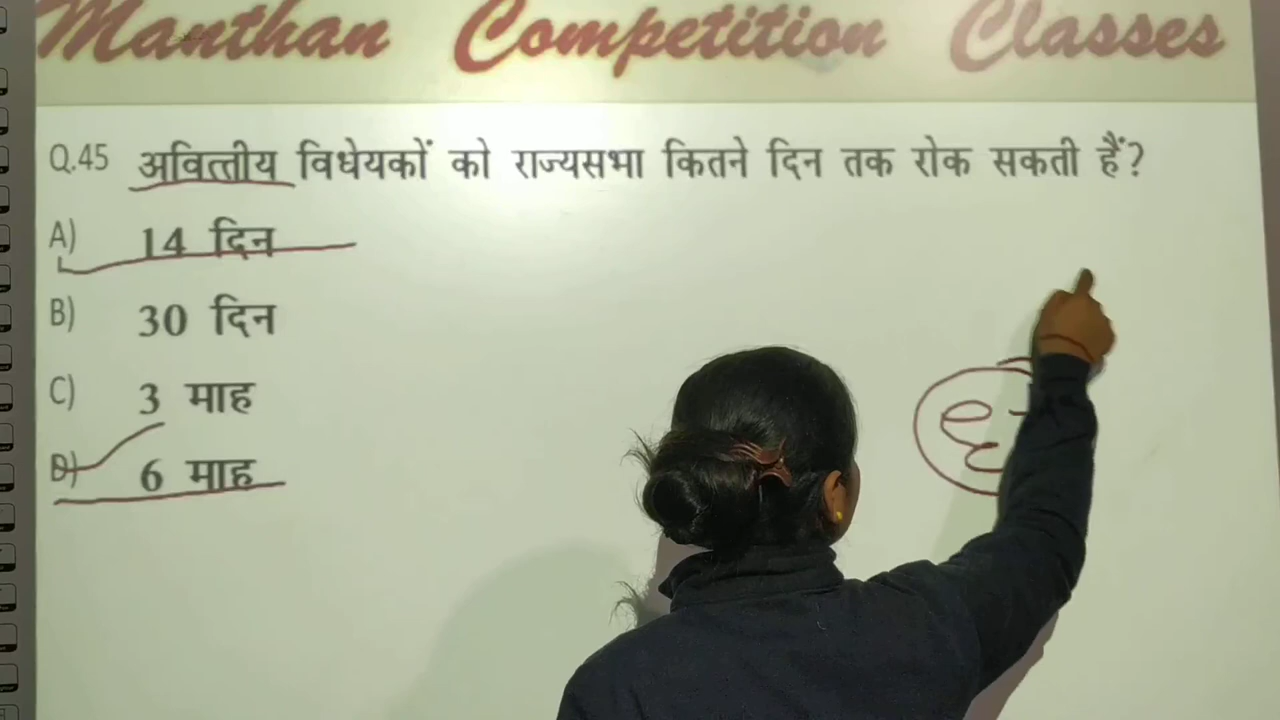 Manthan Competition Classes
Q.45 अवित्तीय विधेयकों को राज्यसभा कितने दिन तक रोक सकती हैं?
A) 14 दिन
B) 30 दिन
C) 3 माह
D) 6 माह